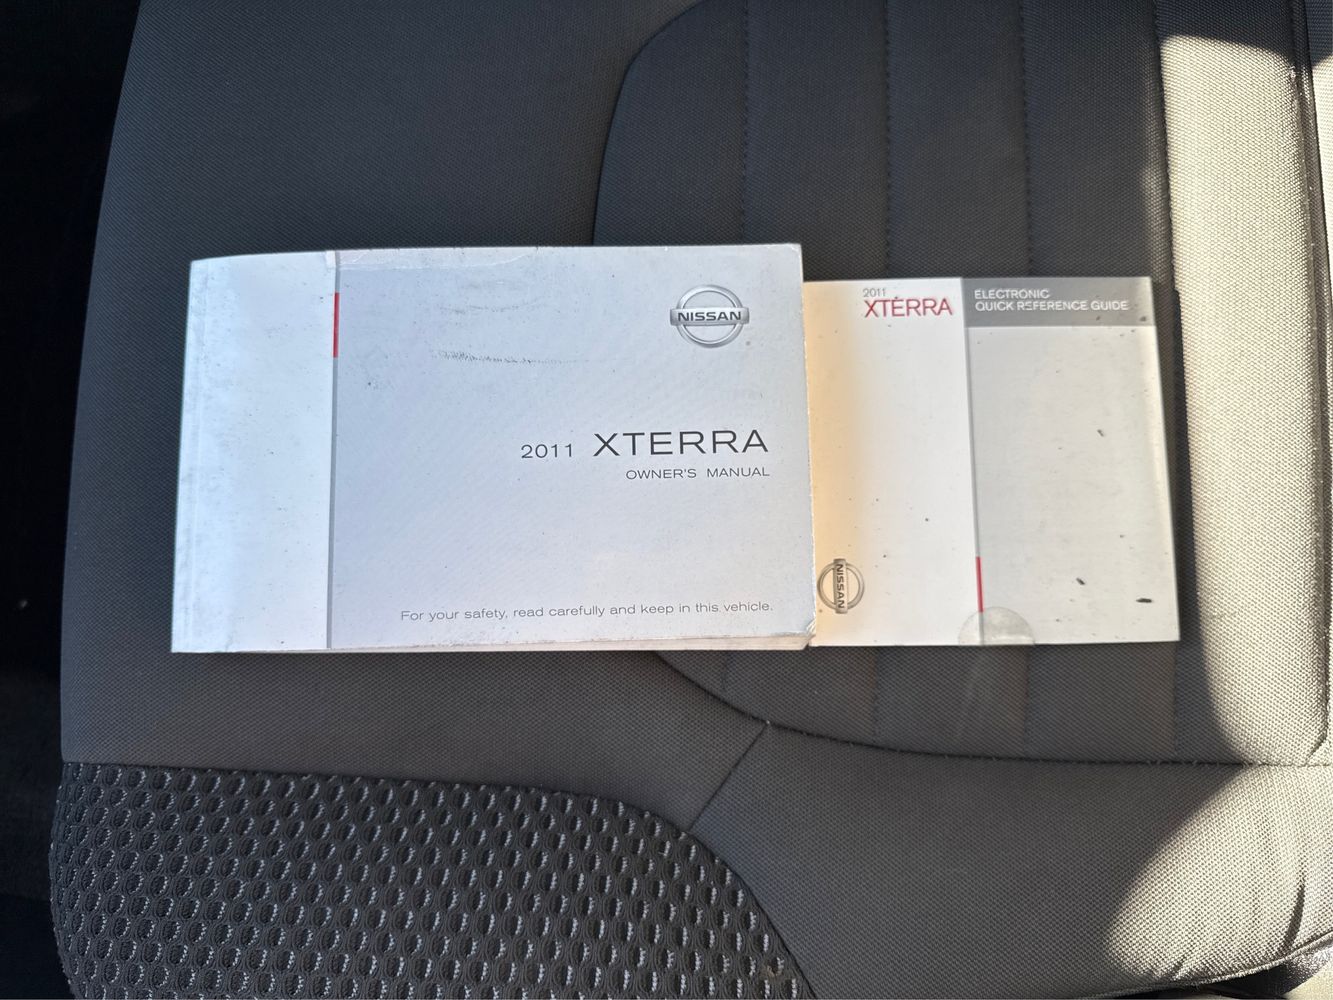 NISSAN
2011 XTERRA
OWNER'S MANUAL
For your safety, read carefully and keep in this vehicle.
2011
XTERRA
ELECTRONIC
QUICK REFERENCE GUIDE
NISSAN